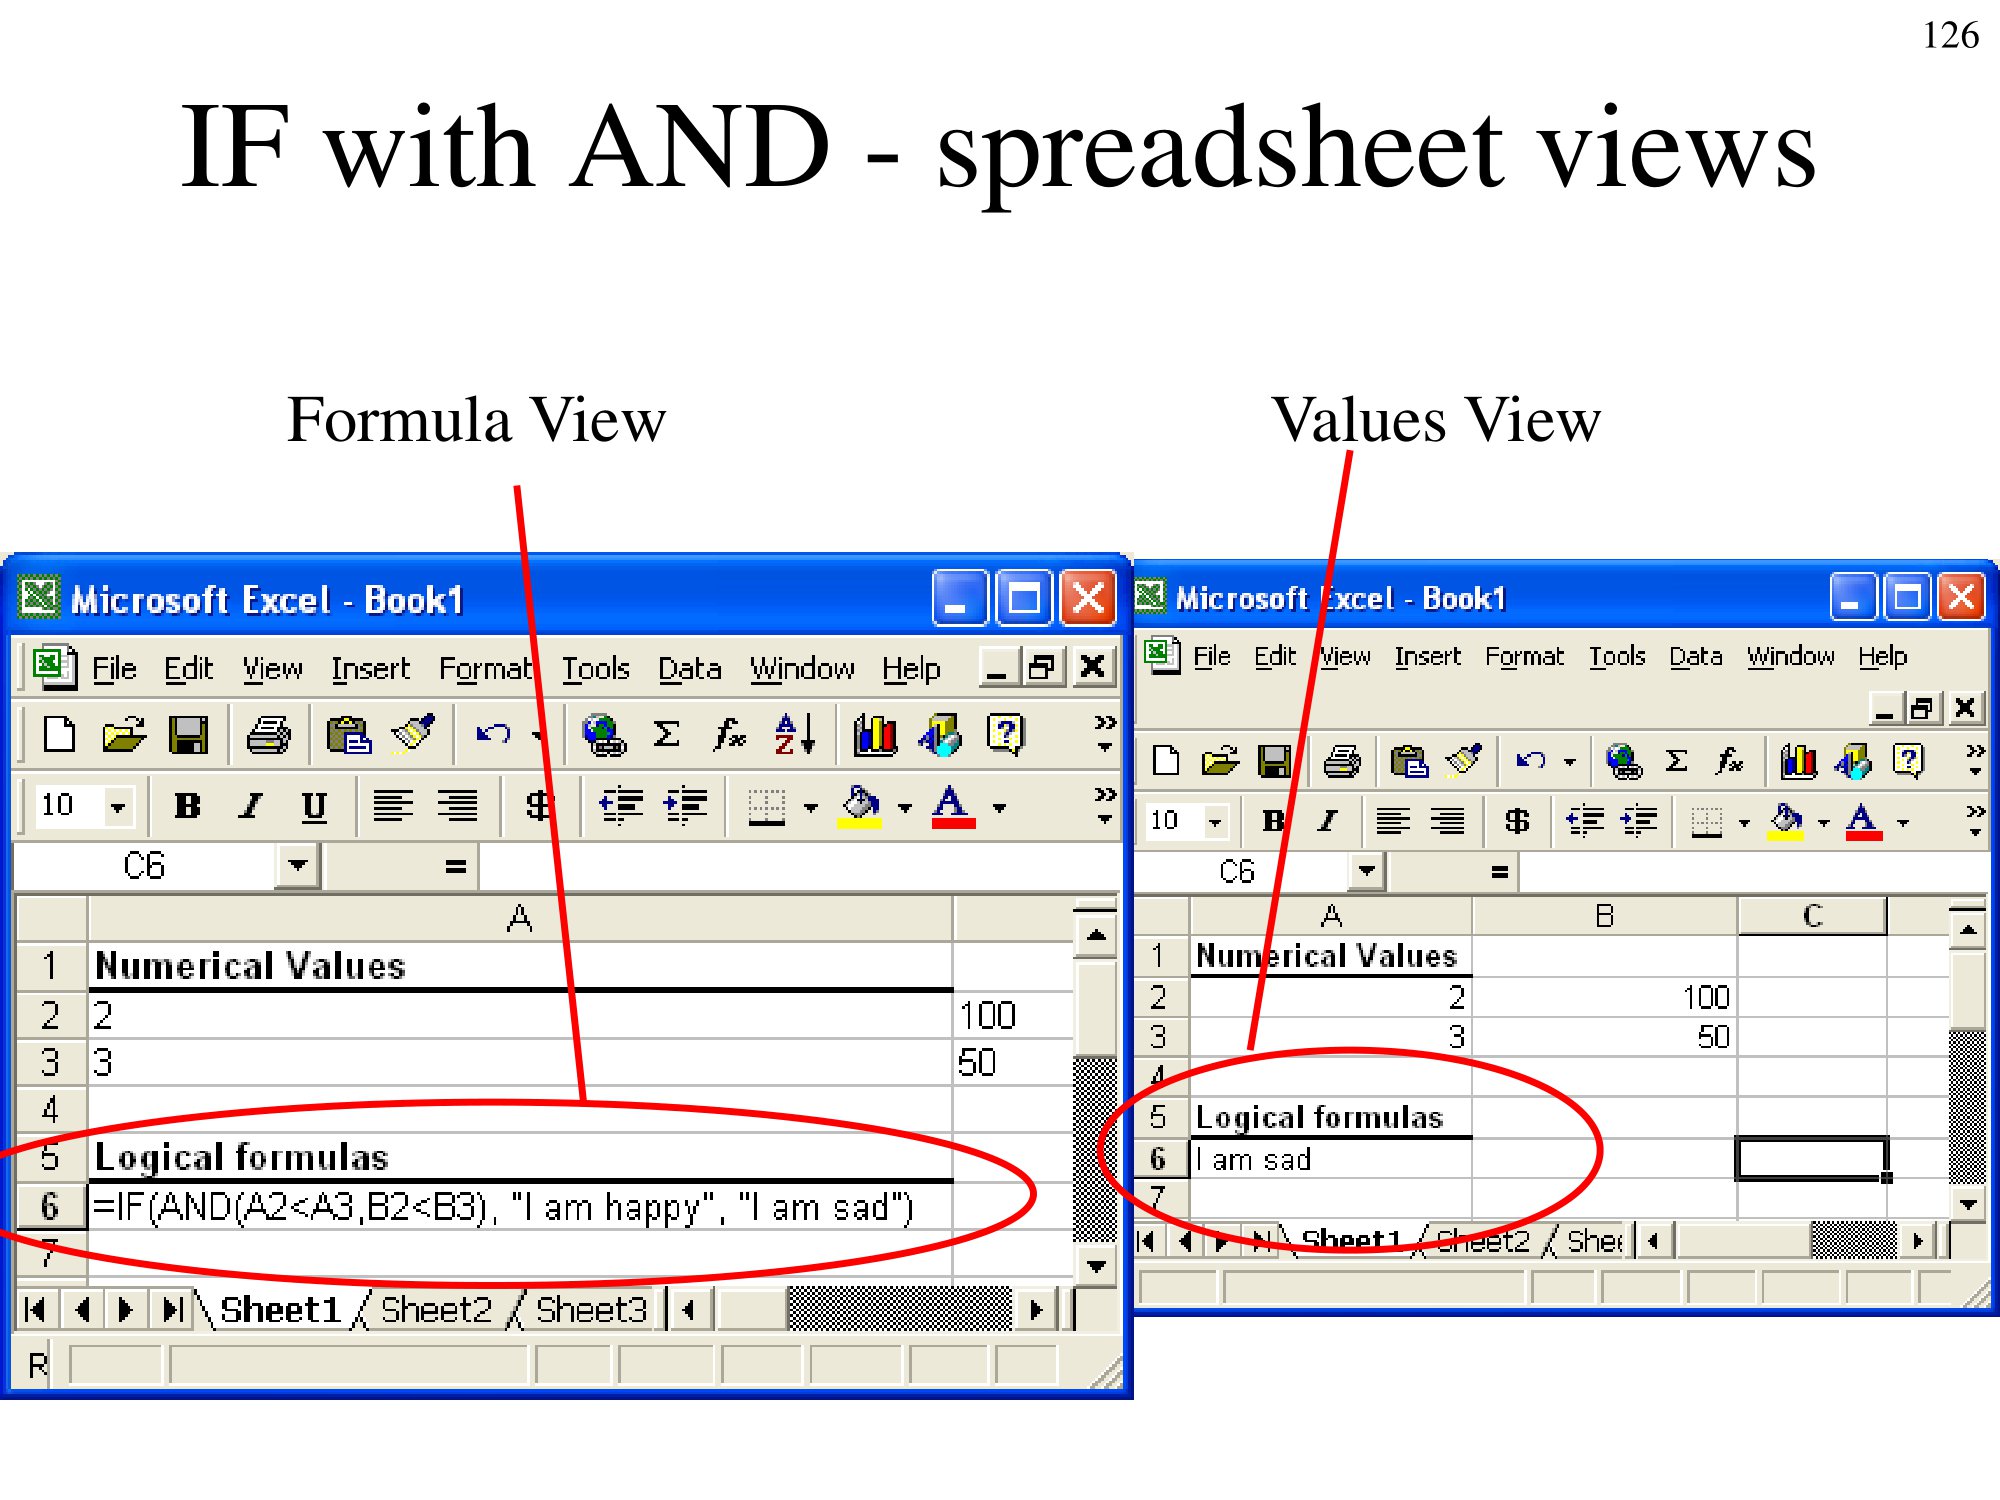 126
IF with AND - spreadsheet views
Formula View
Values View
Microsoft Excel - Book1
File Edit View Insert Format Tools Data Window Help
10 B I U $ A
C6 =
A
1 Numerical Values
2 2 100
3 3 50
4
5 Logical formulas
6 =IF(AND(A2<A3,B2<B3), "I am happy", "I am sad")
7
Sheet1 Sheet2 Sheet3
R
Microsoft Excel - Book1
File Edit View Insert Format Tools Data Window Help
10 B I $ A
C6 =
A B C
1 Numerical Values
2 2 100
3 3 50
4
5 Logical formulas
6 I am sad
7
Sheet1 Sheet2 Shee